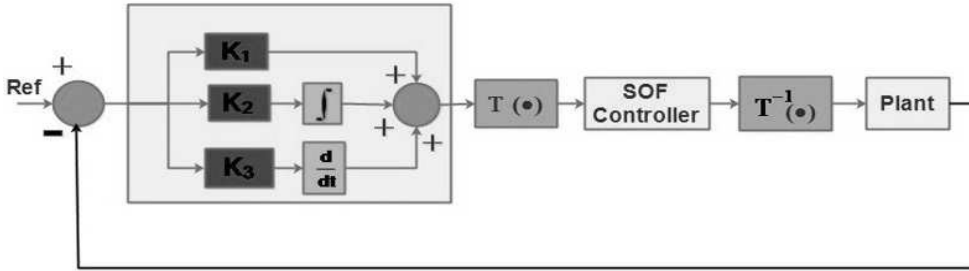 Ref
+
-
K₁
K₂
∫
K₃
d
dt
+
+
+
T (•)
SOF
Controller
T⁻¹(•)
Plant